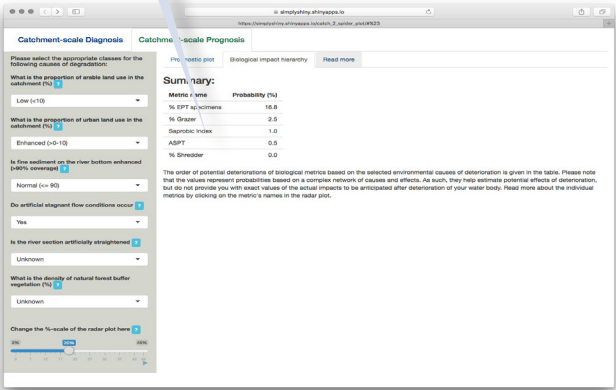 simplyshiny.shinyapps.io
https://simplyshiny.shinyapps.io/catch_2_spider_plot/#%23
Catchment-scale Diagnosis
Catchment-scale Prognosis
Please select the appropriate classes for the
following causes of degradation:
What is the proportion of arable land use in the
catchment (%) ?
Low (<10)
What is the proportion of urban land use in the
catchment (%) ?
Enhanced (>0-10)
Is fine sediment on the river bottom enhanced
(>90% coverage) ?
Normal (<= 90)
Do artificial stagnant flow conditions occur ?
Yes
Is the river section artificially straightened ?
Unknown
What is the density of natural forest buffer
vegetation (%) ?
Unknown
Change the %-scale of the radar plot here ?
Prognostic plot
Biological impact hierarchy
Read more
Summary:
Metric name Probability (%)
% EPT specimens 16.8
% Grazer 2.5
Saprobic Index 1.0
ASPT 0.5
% Shredder 0.0
The order of potential deteriorations of biological metrics based on the selected environmental causes of deterioration is given in the table. Please note
that the values represent probabilities based on a complex network of causes and effects. As such, they help estimate potential effects of deterioration,
but do not provide you with exact values of the actual impacts to be anticipated after deterioration of your water body. Read more about the individual
metrics by clicking on the metric's names in the radar plot.